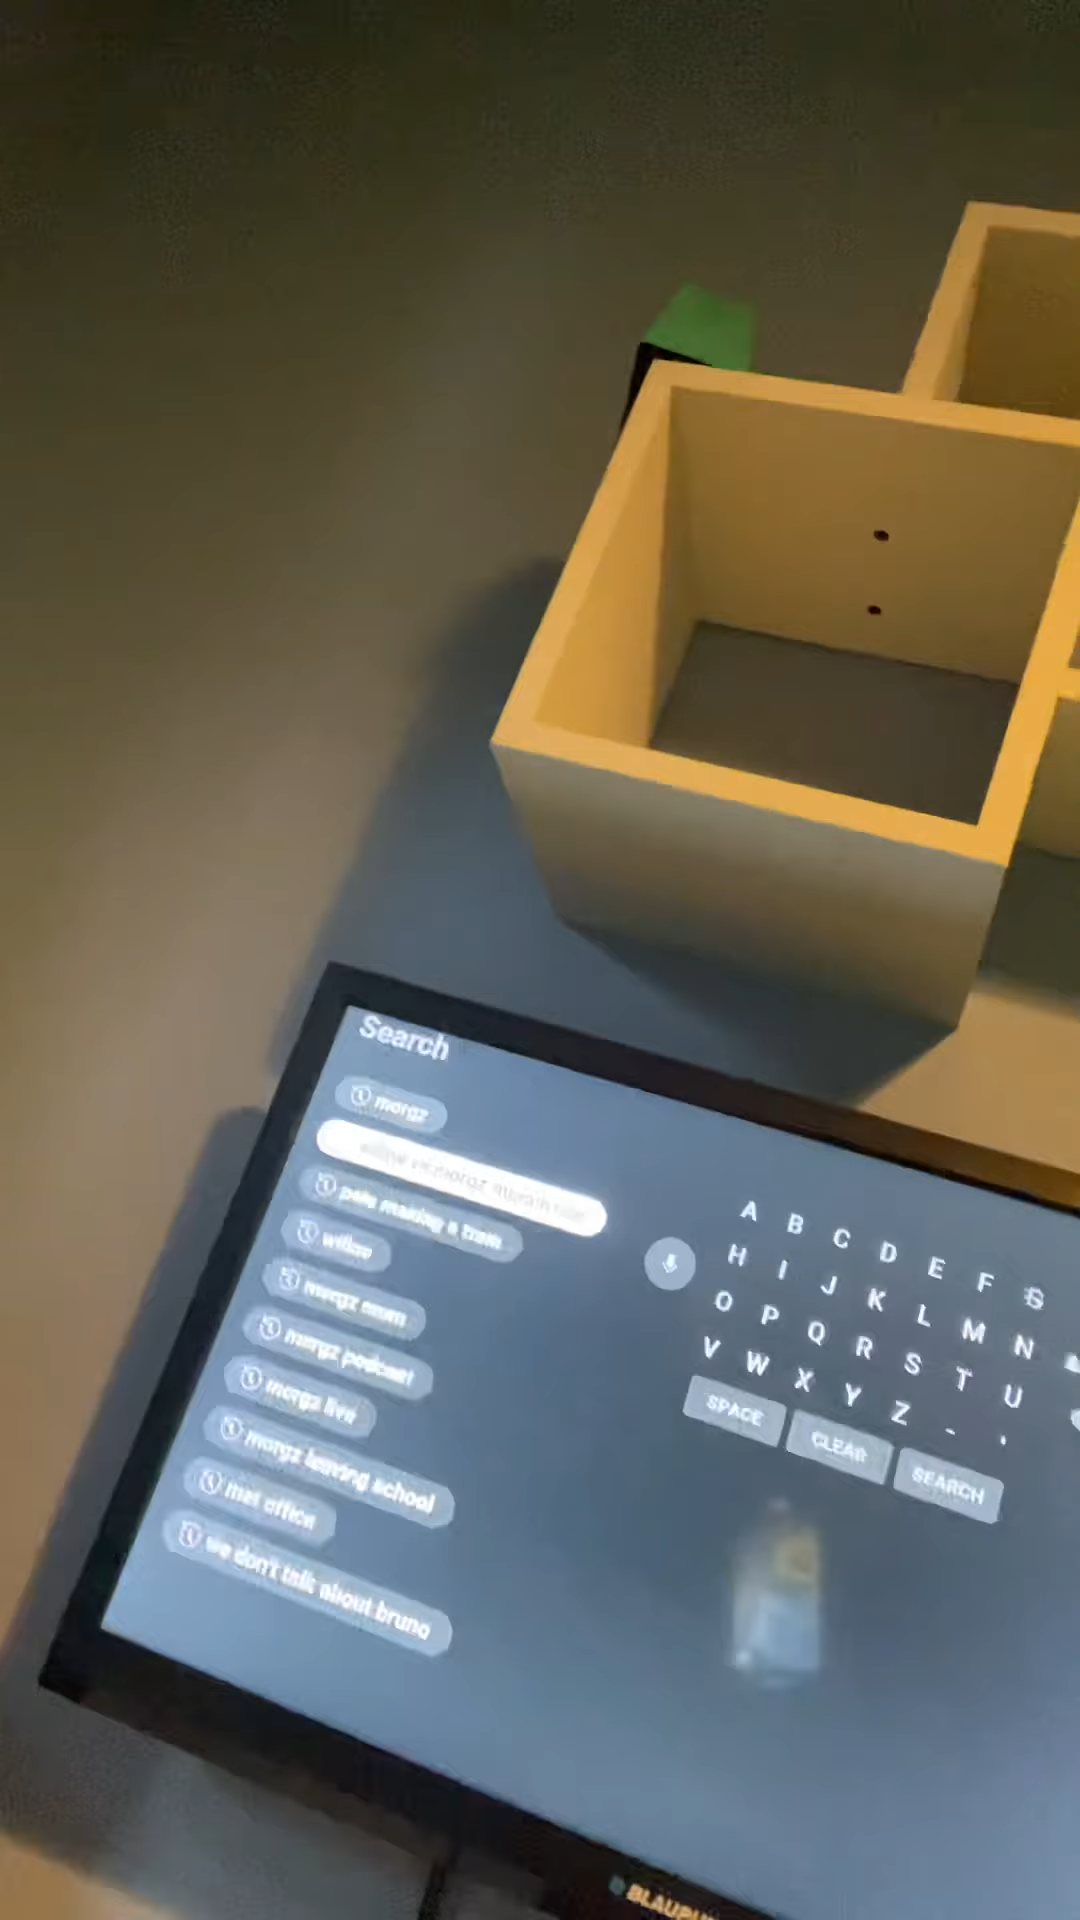 Search
morgz
morgz
making a train
willne
morgz mum
morgz podcast
morgz live
morgz leaving school
met office
we don't talk about bruno
A B C D E F G
H I J K L M N
O P Q R S T U
V W X Y Z - '
SPACE CLEAR SEARCH